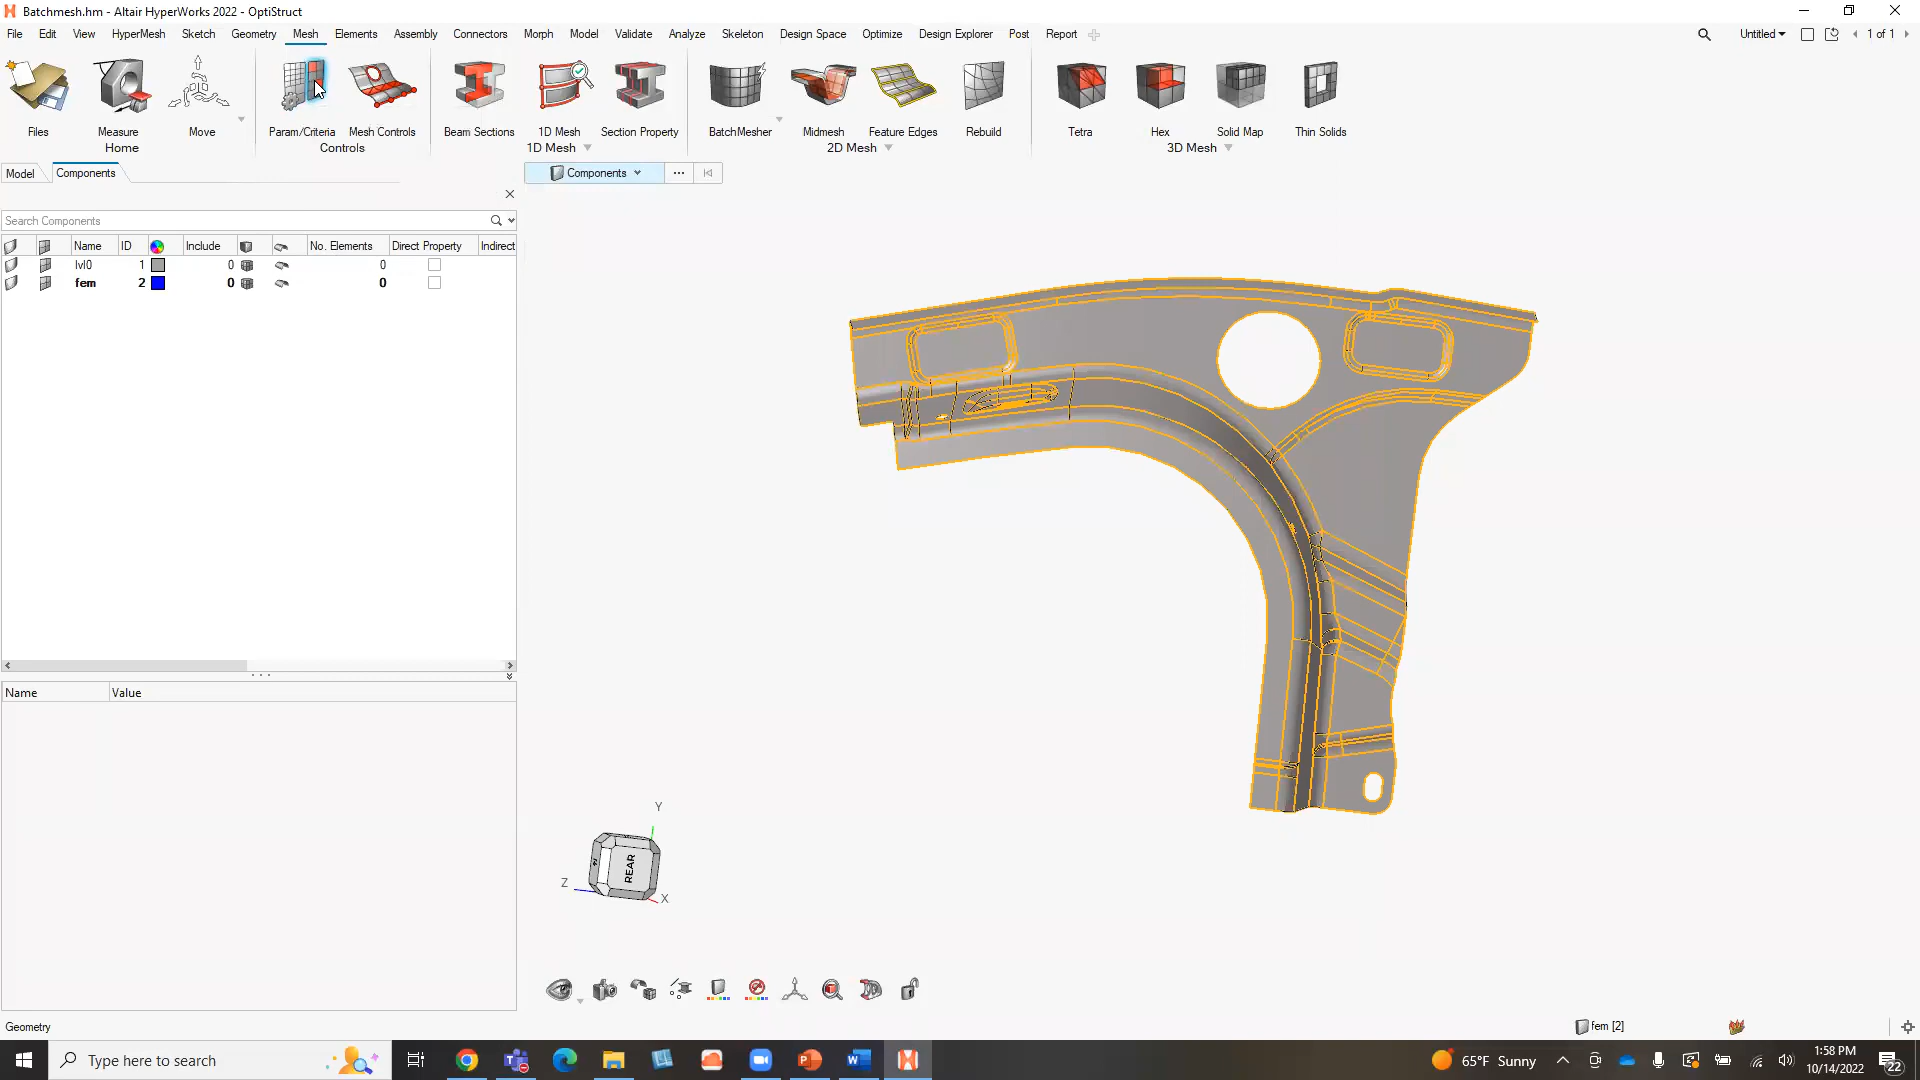 Batchmesh.hm - Altair HyperWorks 2022 - OptiStruct
File Edit View HyperMesh Sketch Geometry Mesh Elements Assembly Connectors Morph Model Validate Analyze Skeleton Design Space Optimize Design Explorer Post Report Untitled 1 of 1
Files Measure Move Param/Criteria Mesh Controls Beam Sections 1D Mesh Section Property BatchMesher Midmesh Feature Edges Rebuild Tetra Hex Solid Map Thin Solids
Home Controls 1D Mesh 2D Mesh 3D Mesh
Model Components Components
Search Components
Name ID Include No. Elements Direct Property Indirect
lvl0 1 0 0
fem 2 0 0
Name Value
Y
Z
X
REAR
Geometry fem [2]
Type here to search 65°F Sunny 1:58 PM
10/14/2022 22